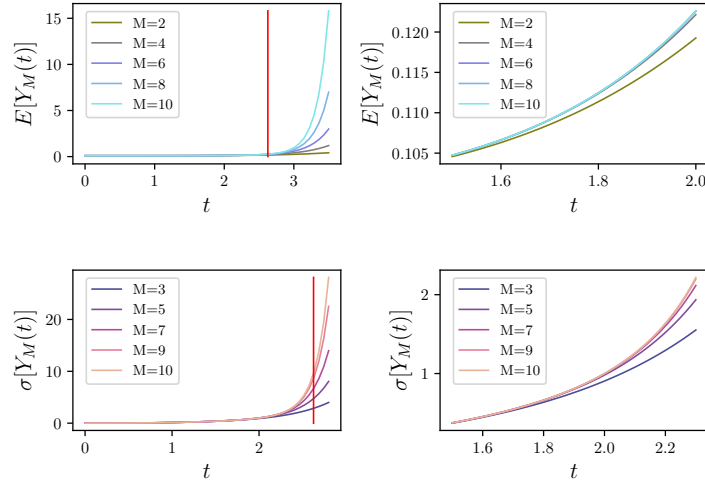 E[Y_M(t)]
15
10
5
0
M=2
M=4
M=6
M=8
M=10
0
1
2
3
t
E[Y_M(t)]
0.120
0.115
0.110
0.105
M=2
M=4
M=6
M=8
M=10
1.6
1.8
2.0
t
σ[Y_M(t)]
20
10
0
M=3
M=5
M=7
M=9
M=10
0
1
2
t
σ[Y_M(t)]
2
1
M=3
M=5
M=7
M=9
M=10
1.6
1.8
2.0
2.2
t